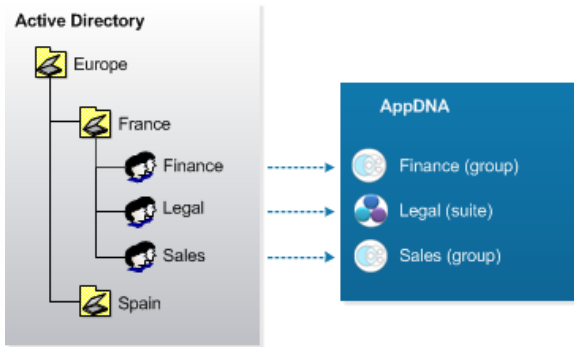 Active Directory
Europe
France
Finance
Legal
Sales
Spain
AppDNA
Finance (group)
Legal (suite)
Sales (group)